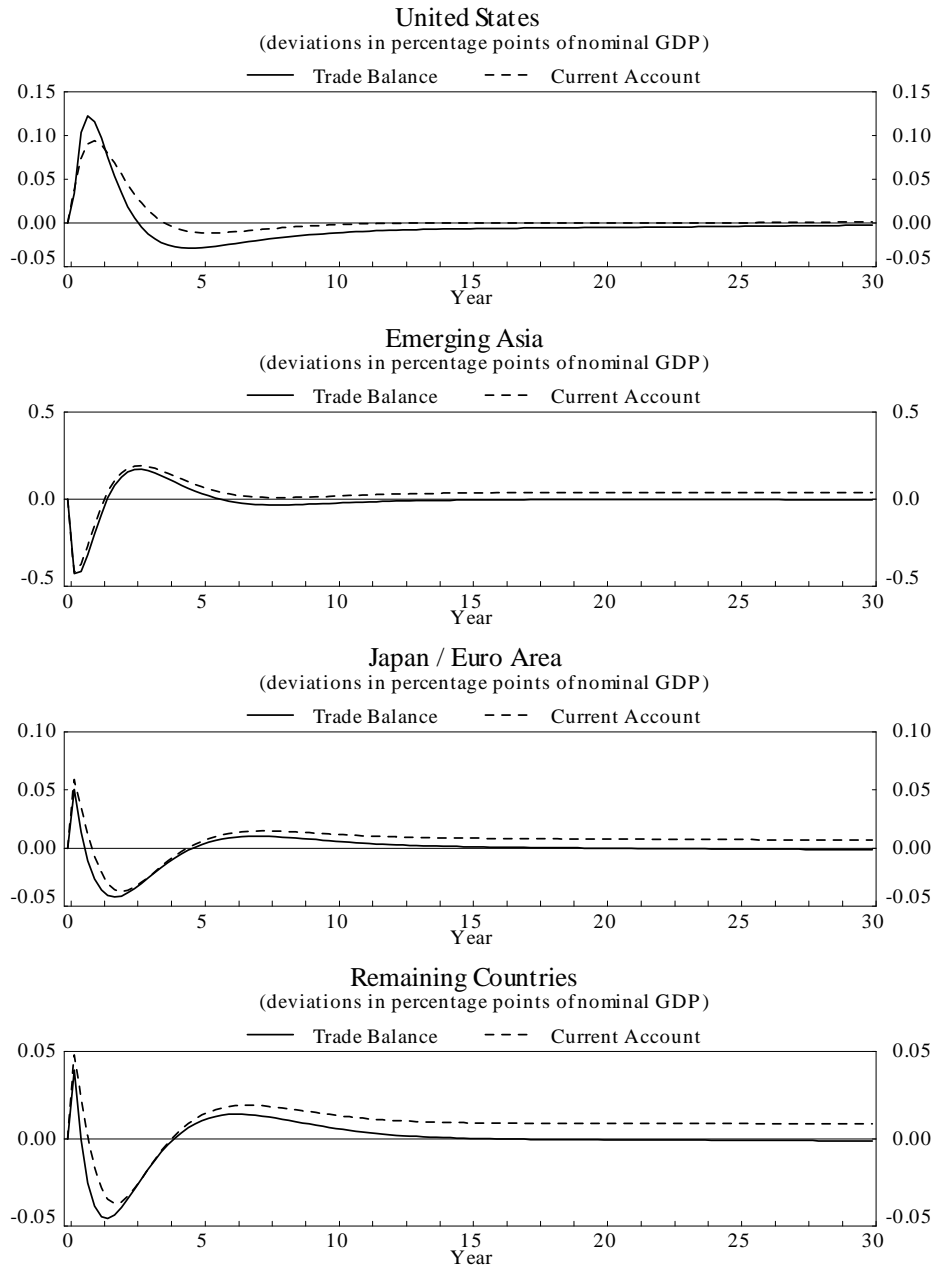 United States
(deviations in percentage points of nominal GDP)
Trade Balance Current Account
0.15 0.15
0.10 0.10
0.05 0.05
0.00 0.00
-0.05 -0.05
0 5 10 15 20 25 30
Year
Emerging Asia
(deviations in percentage points of nominal GDP)
Trade Balance Current Account
0.5 0.5
0.0 0.0
-0.5 -0.5
0 5 10 15 20 25 30
Year
Japan / Euro Area
(deviations in percentage points of nominal GDP)
Trade Balance Current Account
0.10 0.10
0.05 0.05
0.00 0.00
-0.05 -0.05
0 5 10 15 20 25 30
Year
Remaining Countries
(deviations in percentage points of nominal GDP)
Trade Balance Current Account
0.05 0.05
0.00 0.00
-0.05 -0.05
0 5 10 15 20 25 30
Year